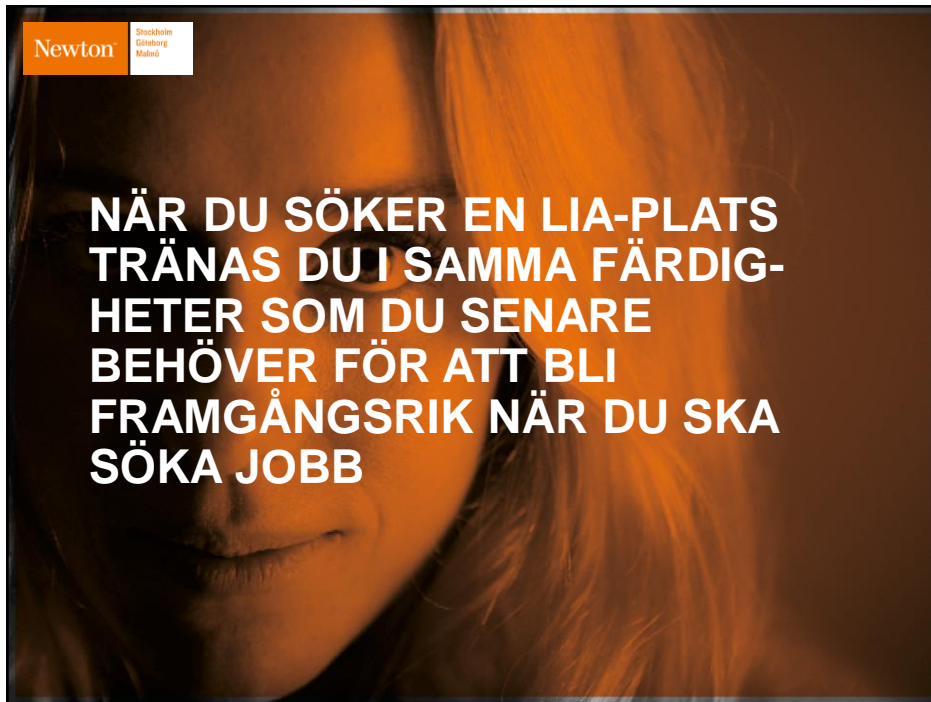 Newton
Stockholm
Göteborg
Malmö
NÄR DU SÖKER EN LIA-PLATS
TRÄNAS DU I SAMMA FÄRDIG-
HETER SOM DU SENARE
BEHÖVER FÖR ATT BLI
FRAMGÅNGSRIK NÄR DU SKA
SÖKA JOBB